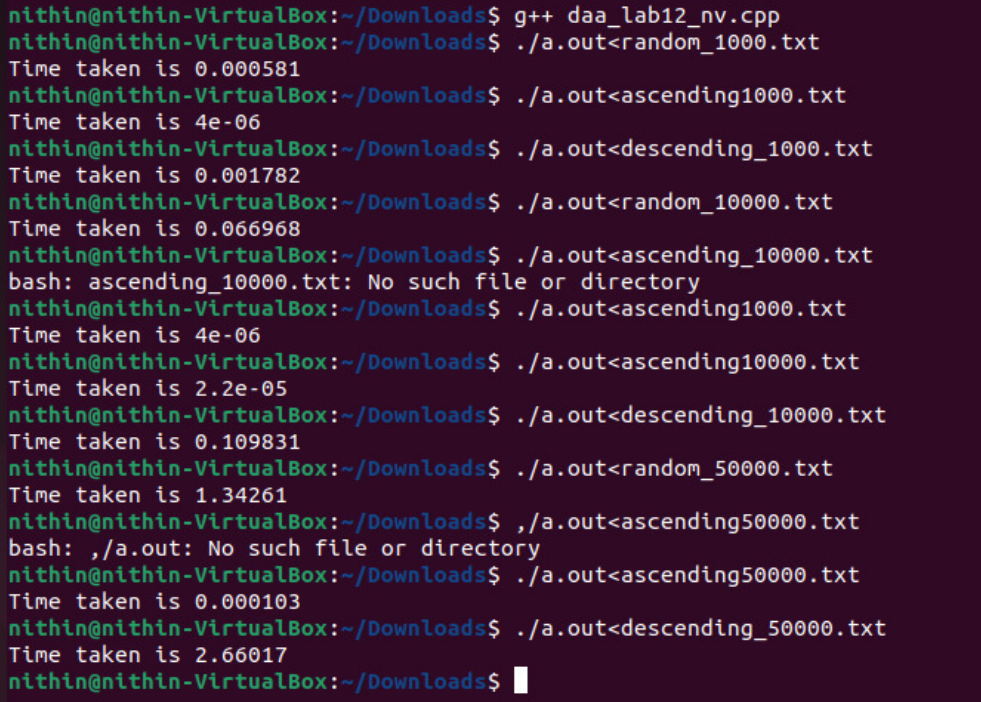 nithin@nithin-VirtualBox:~/Downloads$ g++ daa_lab12_nv.cpp
nithin@nithin-VirtualBox:~/Downloads$ ./a.out<random_1000.txt
Time taken is 0.000581
nithin@nithin-VirtualBox:~/Downloads$ ./a.out<ascending1000.txt
Time taken is 4e-06
nithin@nithin-VirtualBox:~/Downloads$ ./a.out<descending_1000.txt
Time taken is 0.001782
nithin@nithin-VirtualBox:~/Downloads$ ./a.out<random_10000.txt
Time taken is 0.066968
nithin@nithin-VirtualBox:~/Downloads$ ./a.out<ascending_10000.txt
bash: ascending_10000.txt: No such file or directory
nithin@nithin-VirtualBox:~/Downloads$ ./a.out<ascending1000.txt
Time taken is 4e-06
nithin@nithin-VirtualBox:~/Downloads$ ./a.out<ascending10000.txt
Time taken is 2.2e-05
nithin@nithin-VirtualBox:~/Downloads$ ./a.out<descending_10000.txt
Time taken is 0.109831
nithin@nithin-VirtualBox:~/Downloads$ ./a.out<random_50000.txt
Time taken is 1.34261
nithin@nithin-VirtualBox:~/Downloads$ ,/a.out<ascending50000.txt
bash: ,/a.out: No such file or directory
nithin@nithin-VirtualBox:~/Downloads$ ./a.out<ascending50000.txt
Time taken is 0.000103
nithin@nithin-VirtualBox:~/Downloads$ ./a.out<descending_50000.txt
Time taken is 2.66017
nithin@nithin-VirtualBox:~/Downloads$